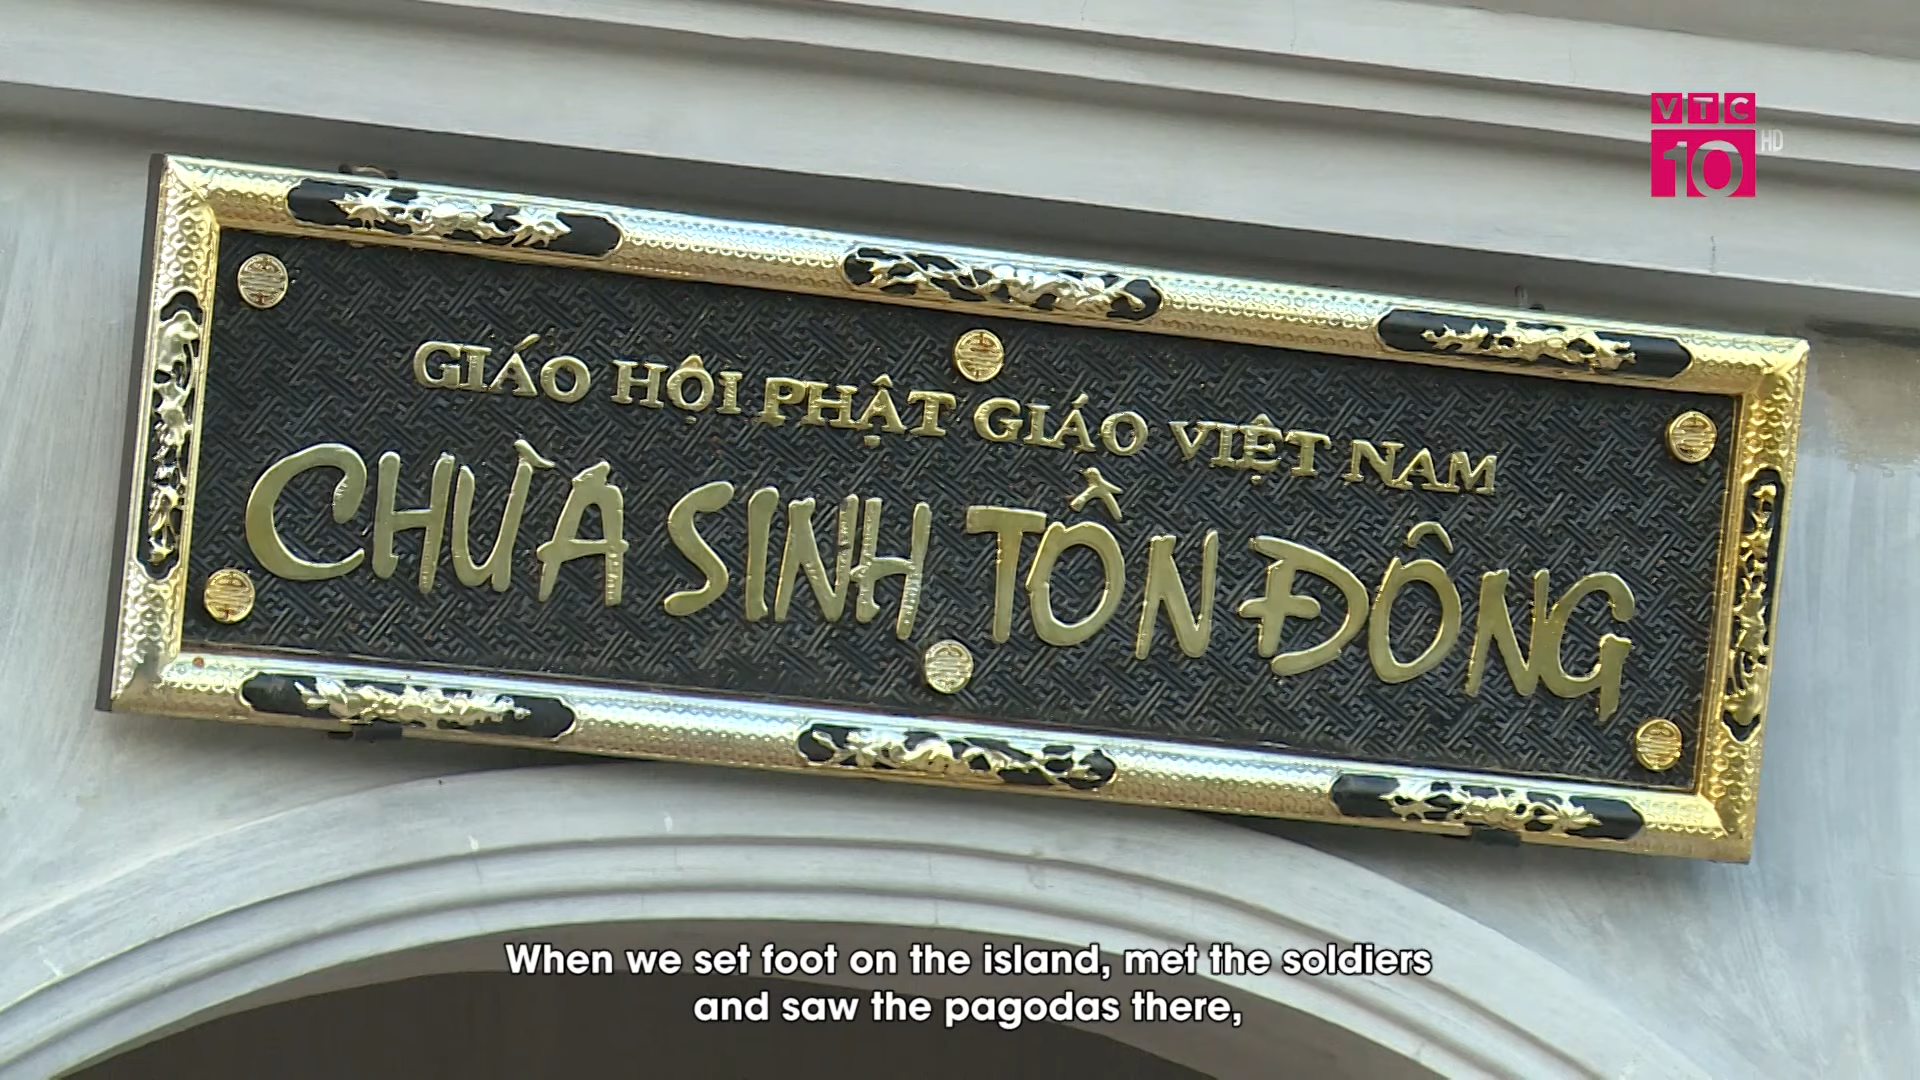 VTC
10 HD
GIÁO HỘI PHẬT GIÁO VIỆT NAM
CHÙA SINH TỒN ĐÔNG
When we set foot on the island, met the soldiers
and saw the pagodas there,